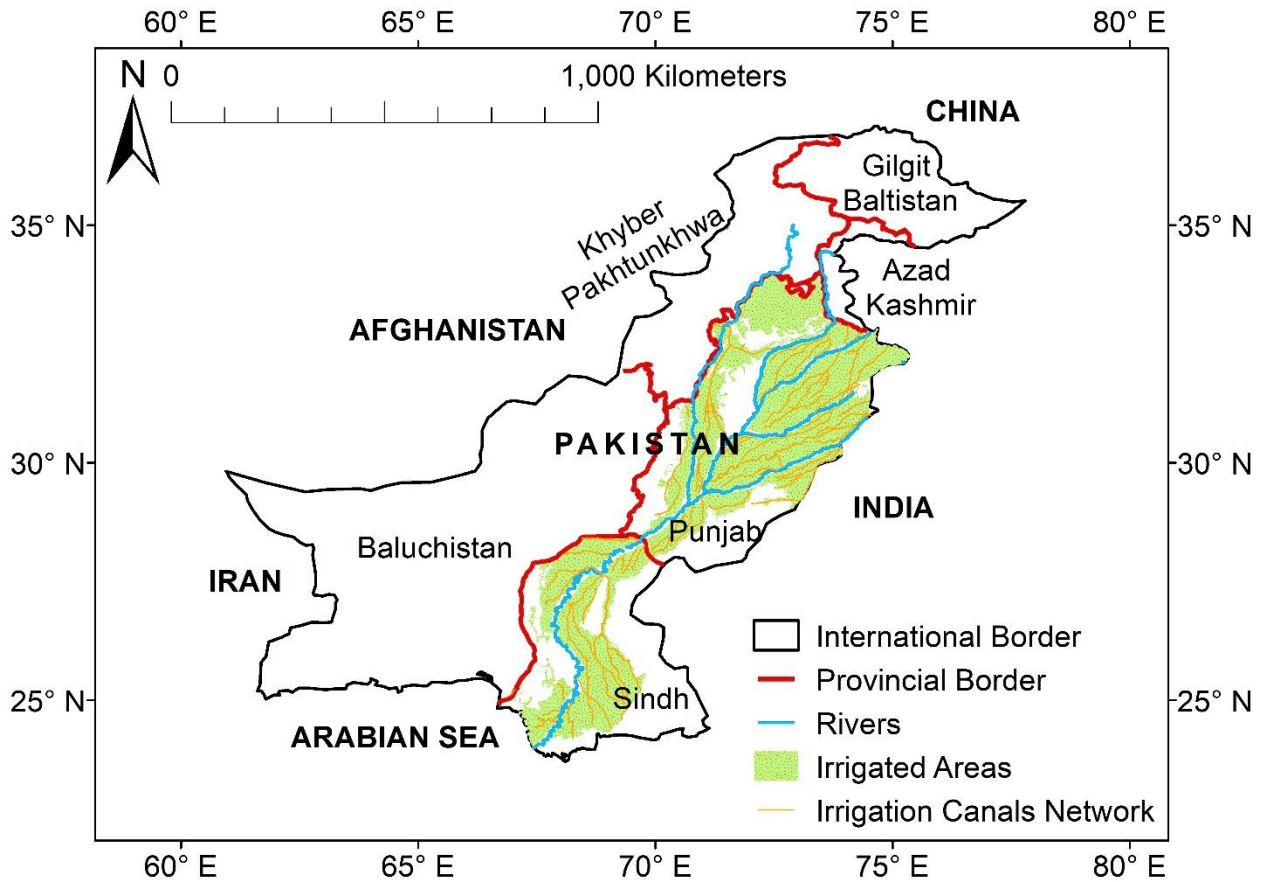 60° E 65° E 70° E 75° E 80° E
N 0 1,000 Kilometers
CHINA
Gilgit
Baltistan
35° N 35° N
Khyber
Pakhtunkhwa
Azad
Kashmir
AFGHANISTAN
PAKISTAN
30° N 30° N
INDIA
Punjab
Baluchistan
IRAN
International Border
Provincial Border
25° N Sindh 25° N
ARABIAN SEA
Rivers
Irrigated Areas
Irrigation Canals Network
60° E 65° E 70° E 75° E 80° E